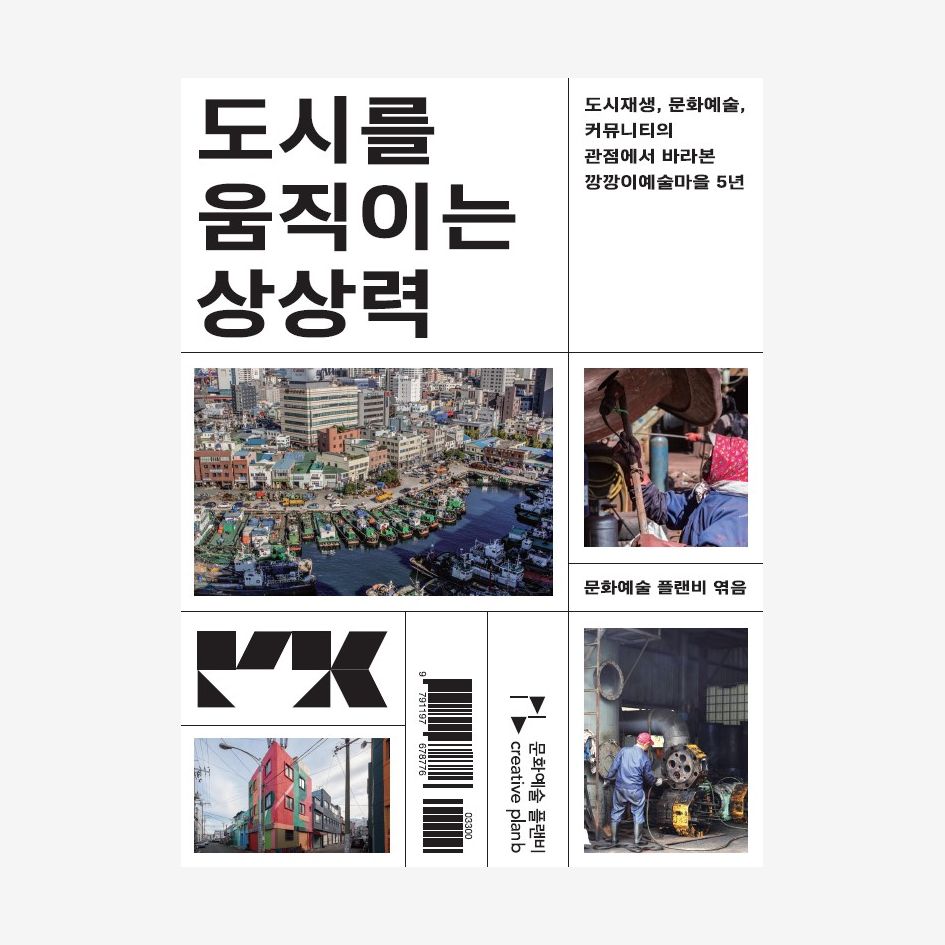 도시를
움직이는
상상력
도시재생, 문화예술,
커뮤니티의
관점에서 바라본
깡깡이예술마을 5년
문화예술 플랜비 엮음
9 791197 678776
03300
문화예술 플랜비
creative planb